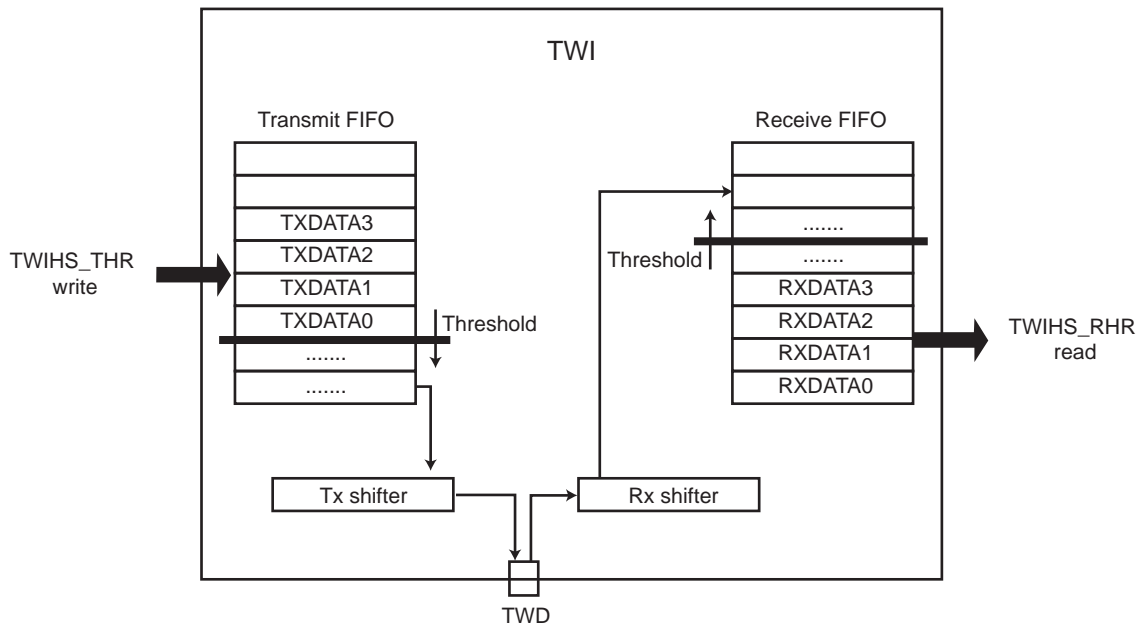 TWI
Transmit FIFO
TXDATA3
TXDATA2
TXDATA1
TXDATA0
.......
.......
Threshold
TWIHS_THR
write
Receive FIFO
.......
.......
RXDATA3
RXDATA2
RXDATA1
RXDATA0
Threshold
TWIHS_RHR
read
Tx shifter
Rx shifter
TWD